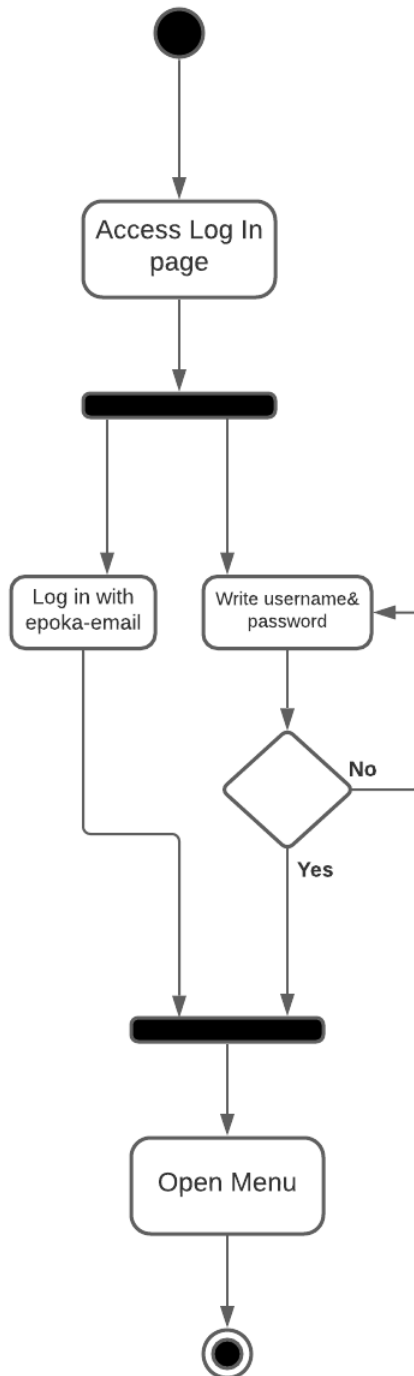 Access Log In
page
Log in with
epoka-email
Write username&
password
No
Yes
Open Menu